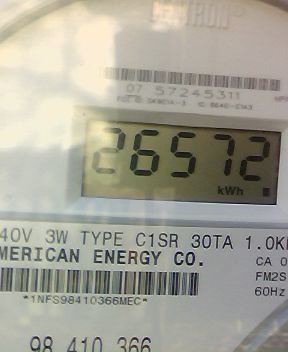 CENTRON
07 57245311
26572
kWh
40V 3W TYPE C1SR 30TA 1.0K
MERICAN ENERGY CO.
CA 0
FM2S
60Hz
*1NFS98410366MEC*
98 410 366